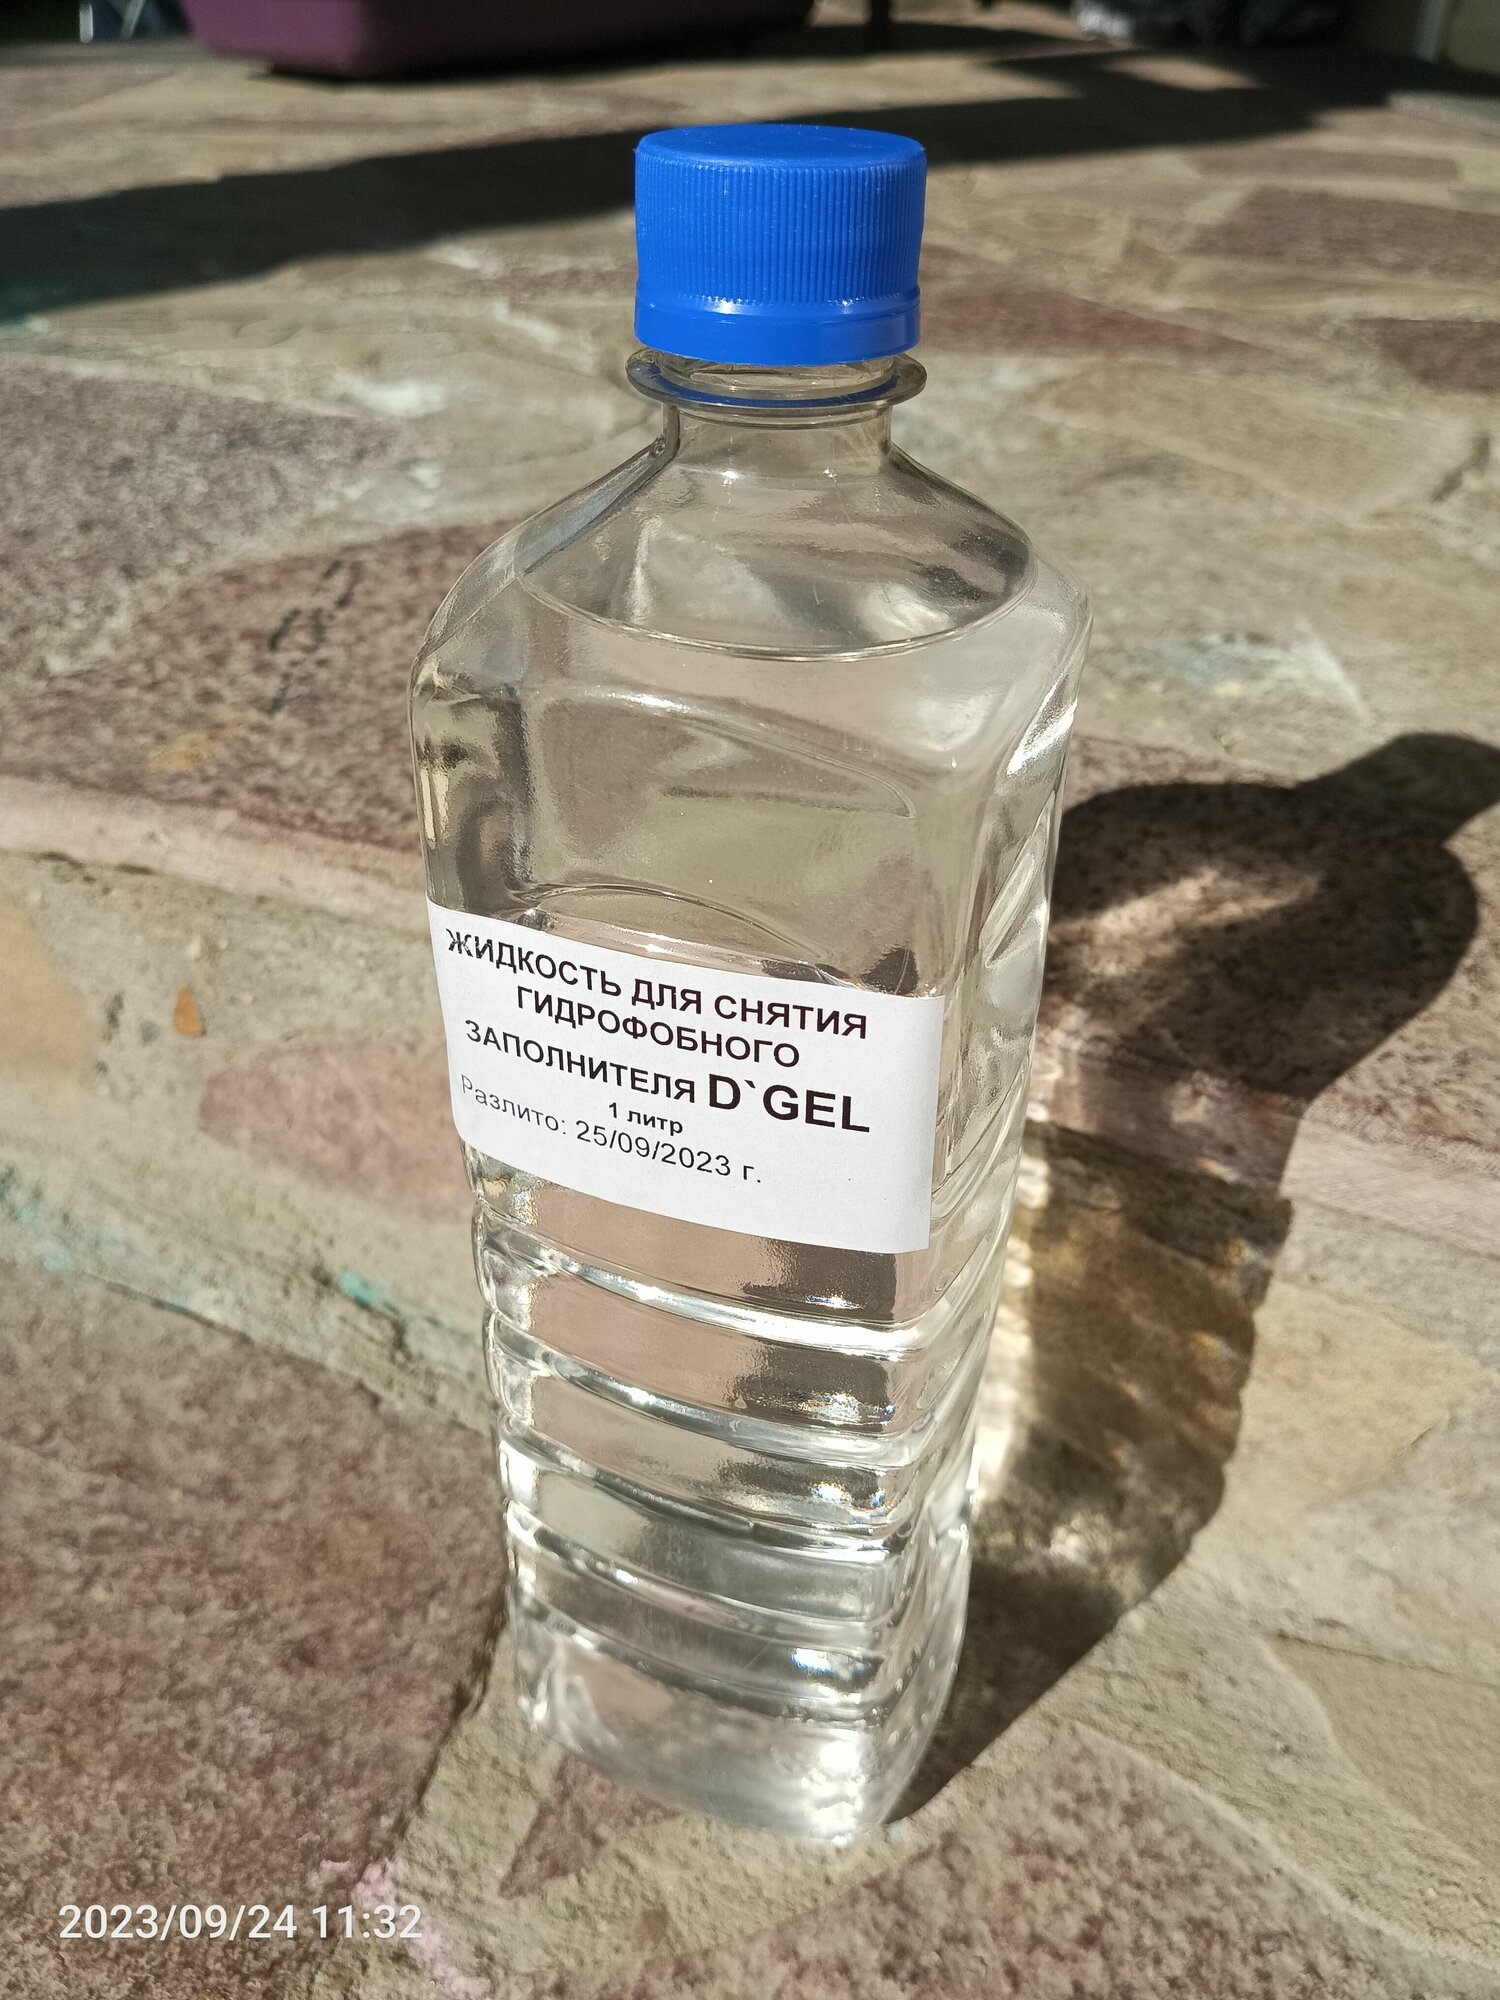 ЖИДКОСТЬ ДЛЯ СНЯТИЯ
ГИДРОФОБНОГО
ЗАПОЛНИТЕЛЯ D`GEL
1 литр
Разлито: 25/09/2023 г.
2023/09/24 11:32